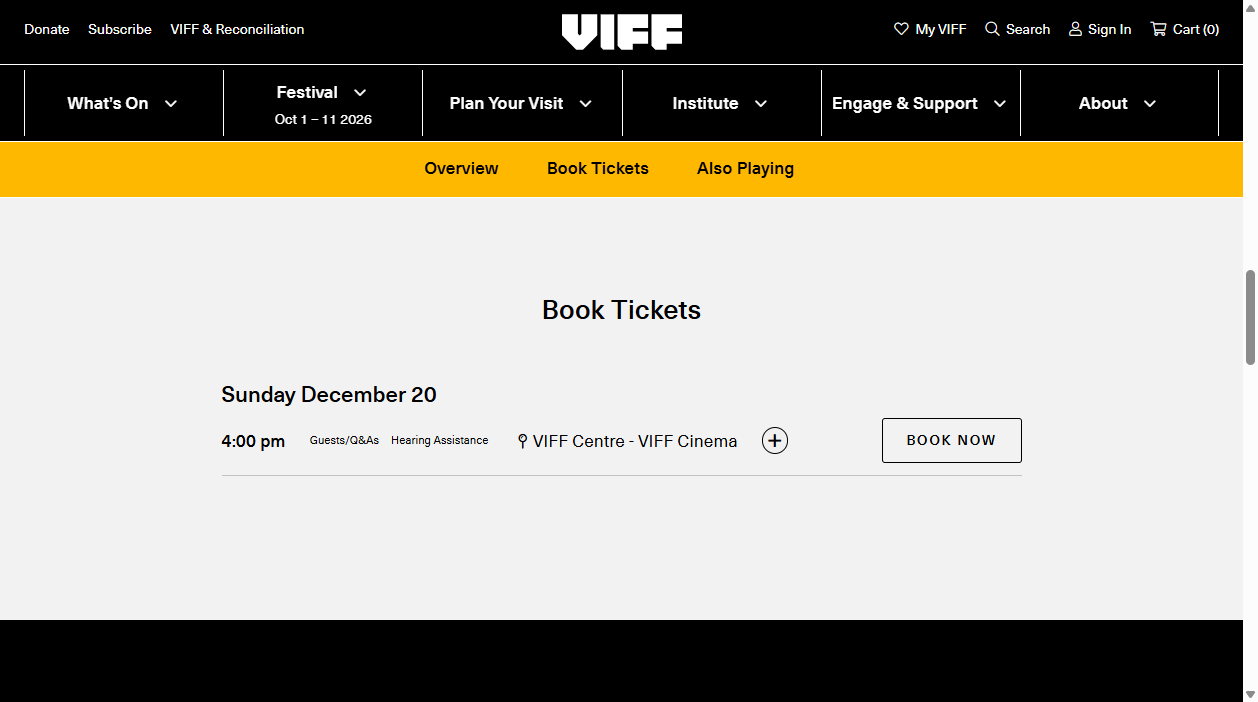 Donate Subscribe VIFF & Reconciliation VIFF My VIFF Search Sign In Cart (0)
What's On Festival Plan Your Visit Institute Engage & Support About
Oct 1 – 11 2026
Overview Book Tickets Also Playing
Book Tickets
Sunday December 20
4:00 pm Guests/Q&As Hearing Assistance VIFF Centre - VIFF Cinema BOOK NOW